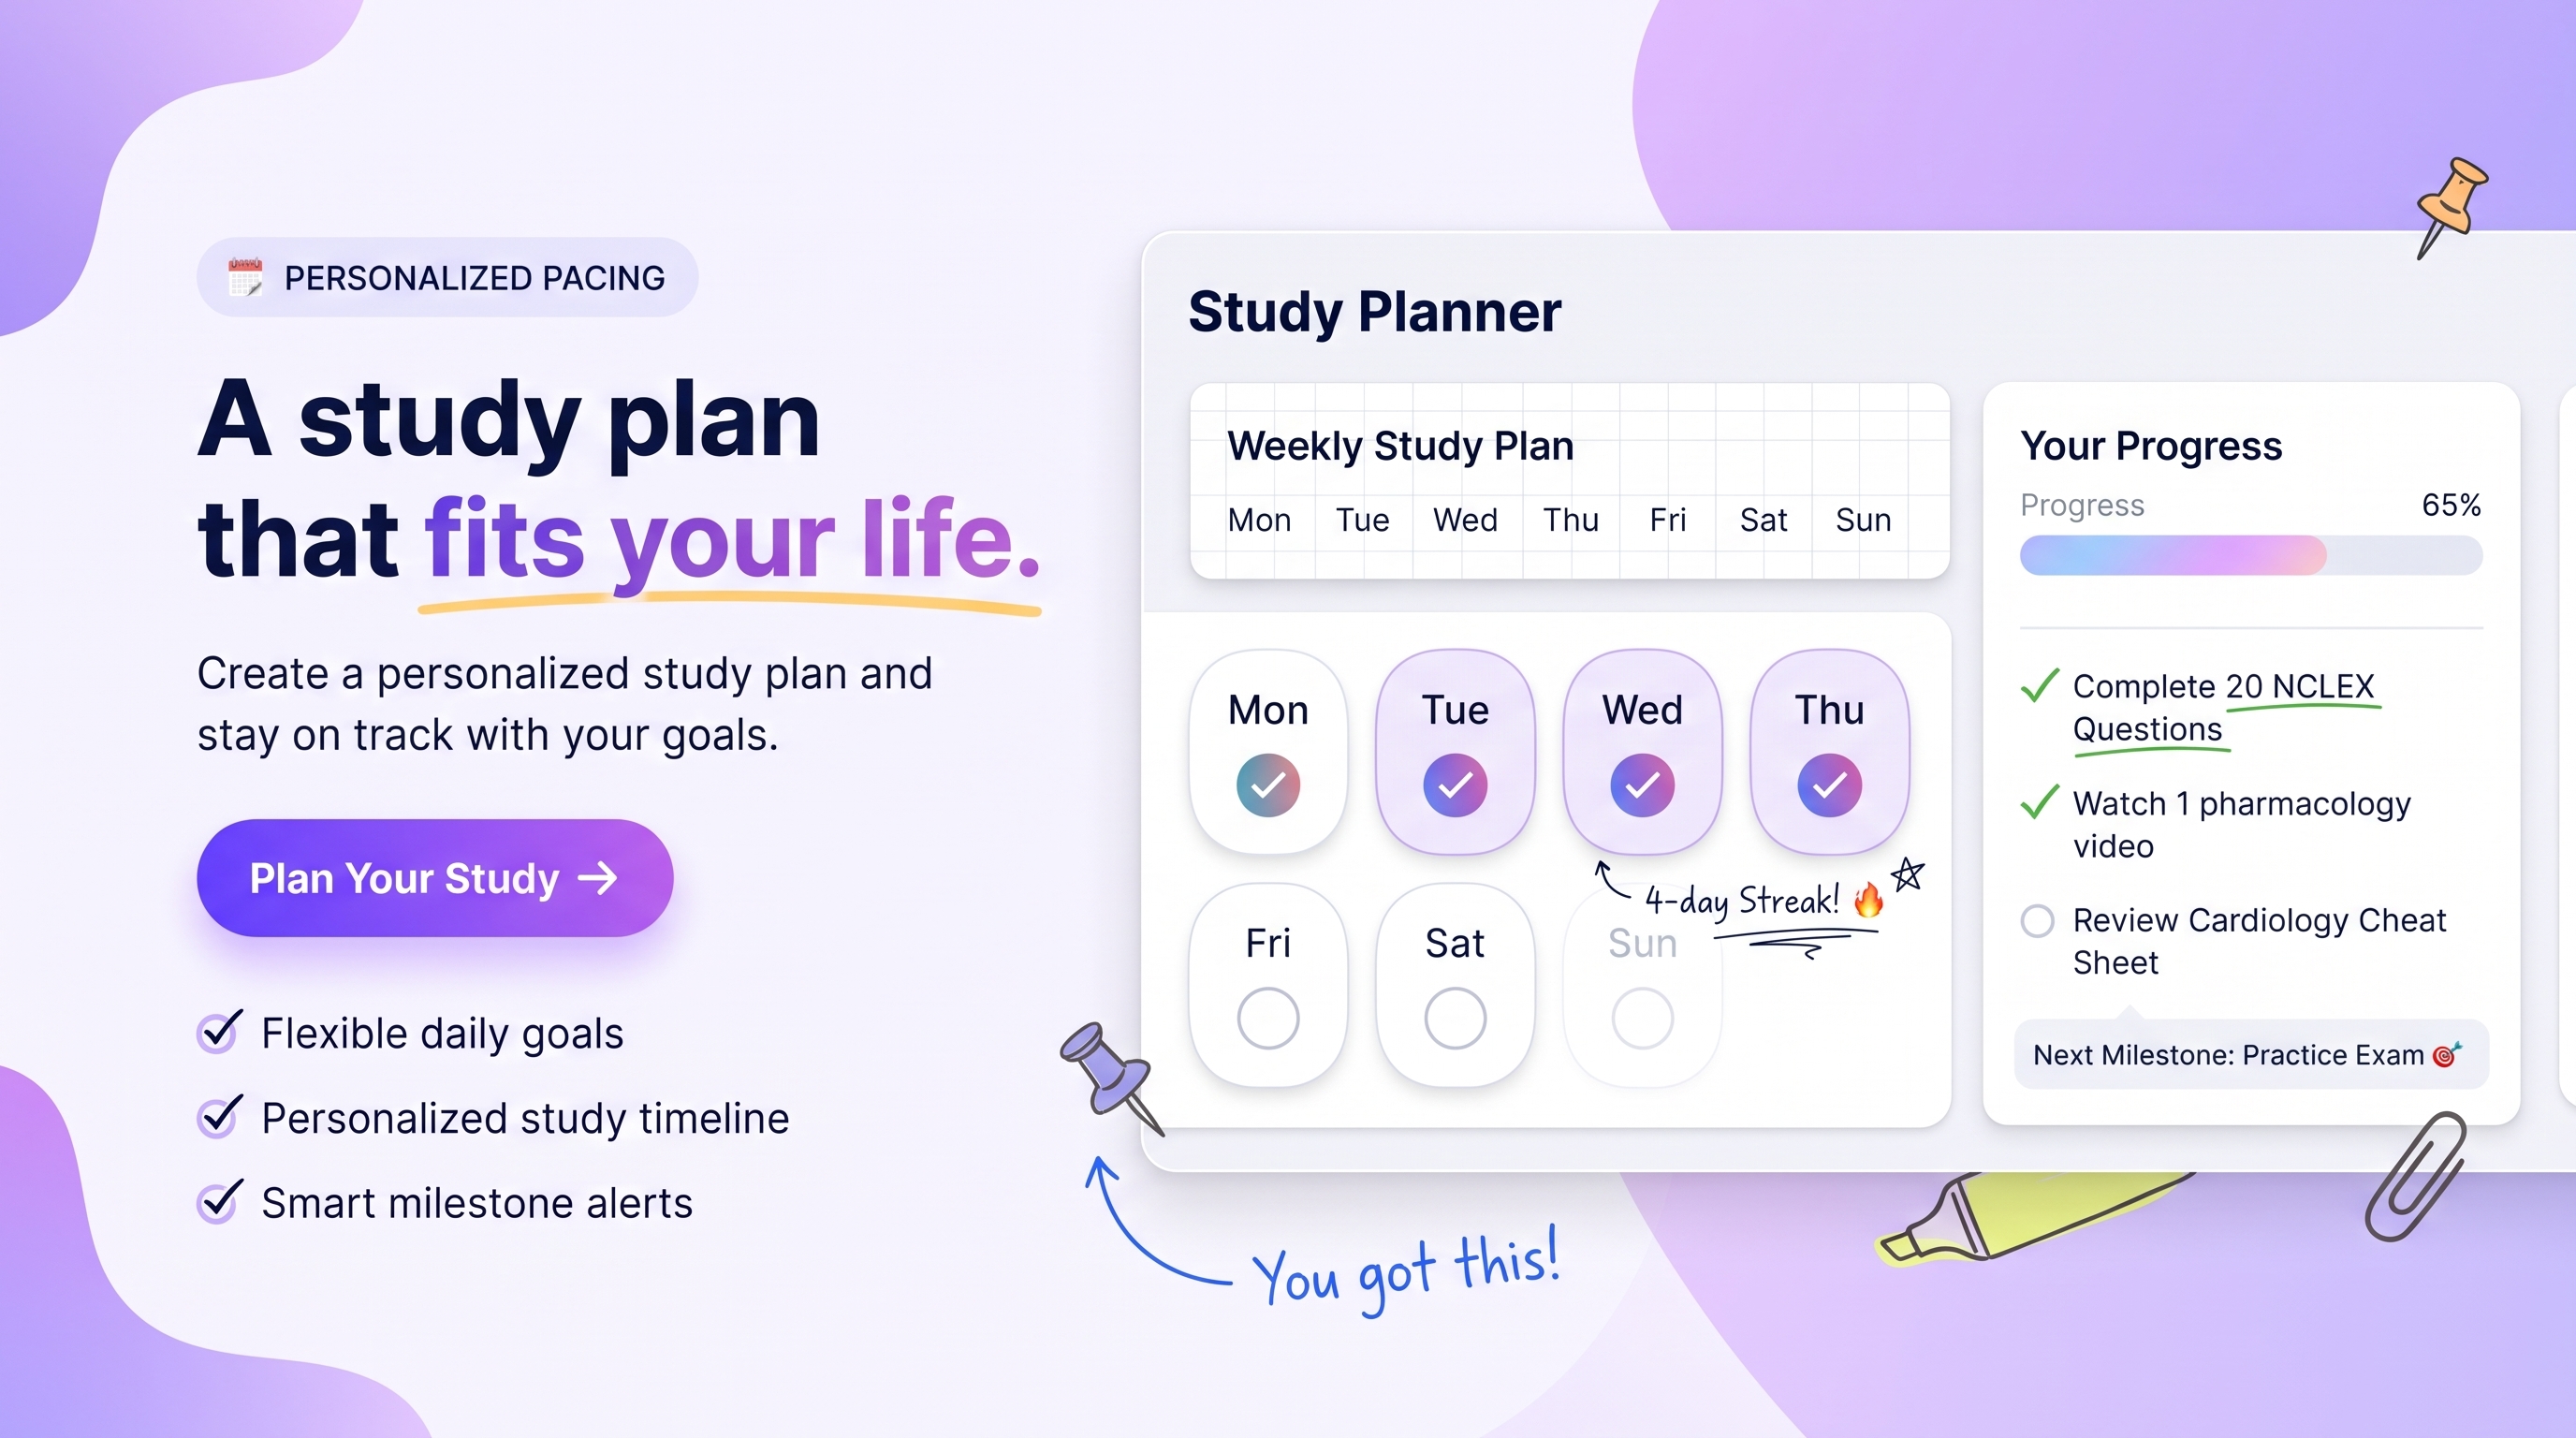 PERSONALIZED PACING
A study plan
that fits your life.
Create a personalized study plan and
stay on track with your goals.
Plan Your Study →
Flexible daily goals
Personalized study timeline
Smart milestone alerts
Study Planner
Weekly Study Plan
Mon Tue Wed Thu Fri Sat Sun
Mon Tue Wed Thu
4-day Streak! 🔥
Fri Sat Sun
Your Progress
Progress 65%
Complete 20 NCLEX
Questions
Watch 1 pharmacology
video
Review Cardiology Cheat
Sheet
Next Milestone: Practice Exam 🎯
You got this!